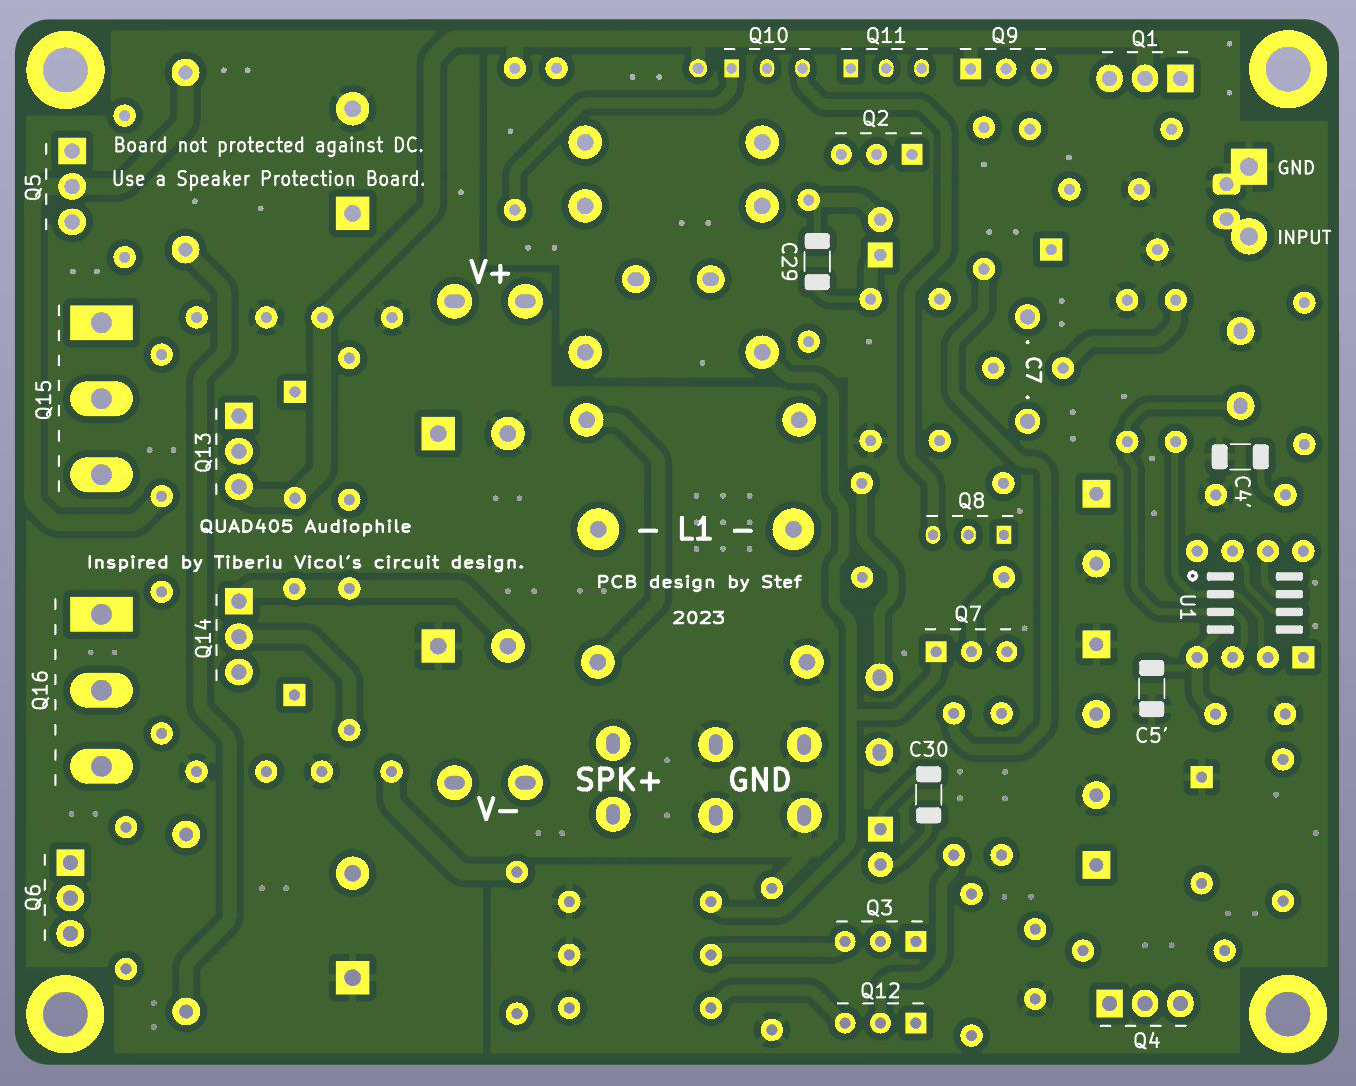 Q10
Q11
Q9
Q1
Q2
Board not protected against DC.
Use a Speaker Protection Board.
Q5
GND
INPUT
C29
V+
C7
Q15
Q13
C4'
QUAD405 Audiophile
Q8
- L1 -
Inspired by Tiberiu Vicol's circuit design.
PCB design by Stef
2023
U1
Q14
Q7
Q16
C5'
C30
SPK+
GND
V-
Q6
Q3
Q12
Q4